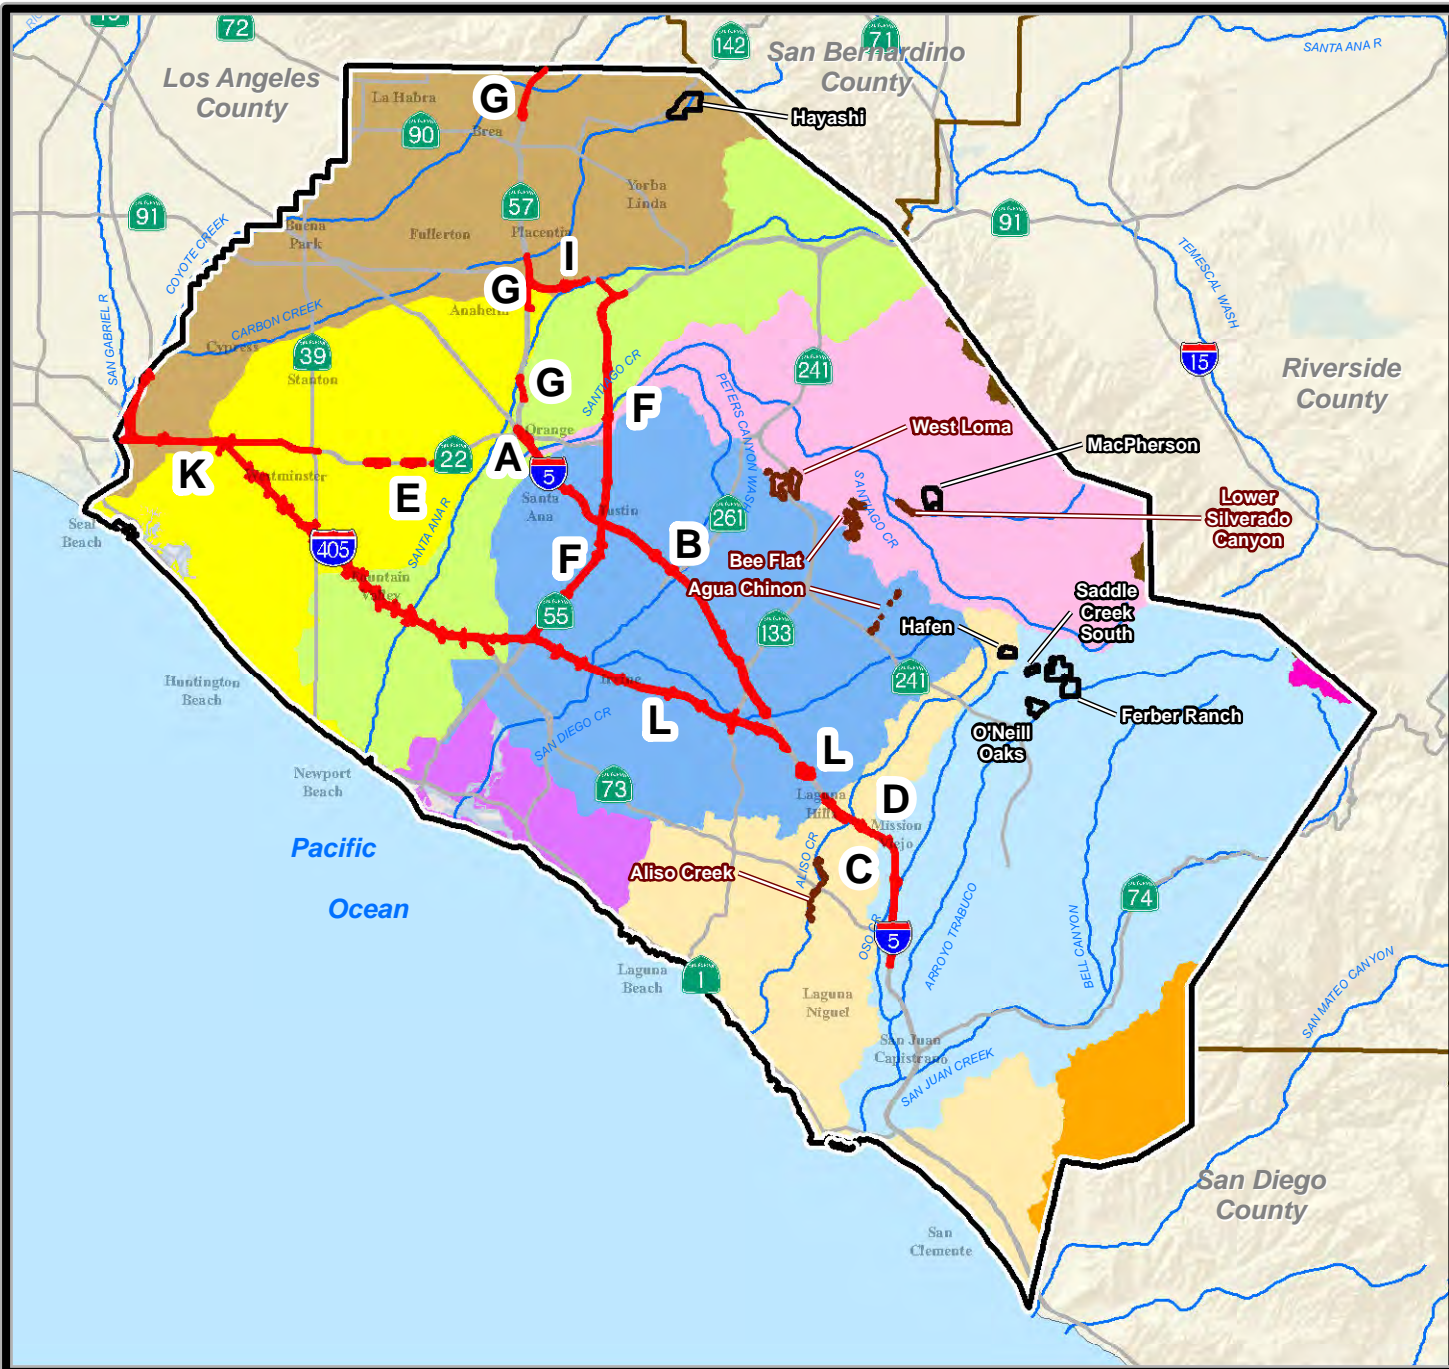 72
142
71
SANTA ANA R
San Bernardino
County
Los Angeles
County
La Habra
G
Hayashi
90
Brea
91
57
Yorba
Linda
91
COYOTE CREEK
Buena
Park
Fullerton
Placentia
I
TEMESCAL WASH
SAN GABRIEL R
G
Anaheim
CARBON CREEK
Cypress
39
Stanton
15
Riverside
County
241
G
SANTIAGO CR
PETERS CANYON WASH
F
West Loma
MacPherson
Orange
22
A
5
K
Westminster
E
Santa
Ana
Tustin
261
SANTIAGO CR
Lower
Silverado
Canyon
Seal
Beach
405
SANTA ANA R
B
Bee Flat
Agua Chinon
F
Fountain
Valley
55
133
Hafen
Saddle
Creek
South
241
Huntington
Beach
Irvine
Ferber Ranch
O'Neill
Oaks
L
SAN DIEGO CR
L
Newport
Beach
73
Laguna
Hills
D
Mission
Viejo
Pacific
Ocean
Aliso Creek
ALISO CR
C
74
OSO CR
5
ARROYO TRABUCO
BELL CANYON
Laguna
Beach
1
Laguna
Niguel
SAN MATEO CANYON
San Juan
Capistrano
SAN JUAN CREEK
San Diego
County
San
Clemente